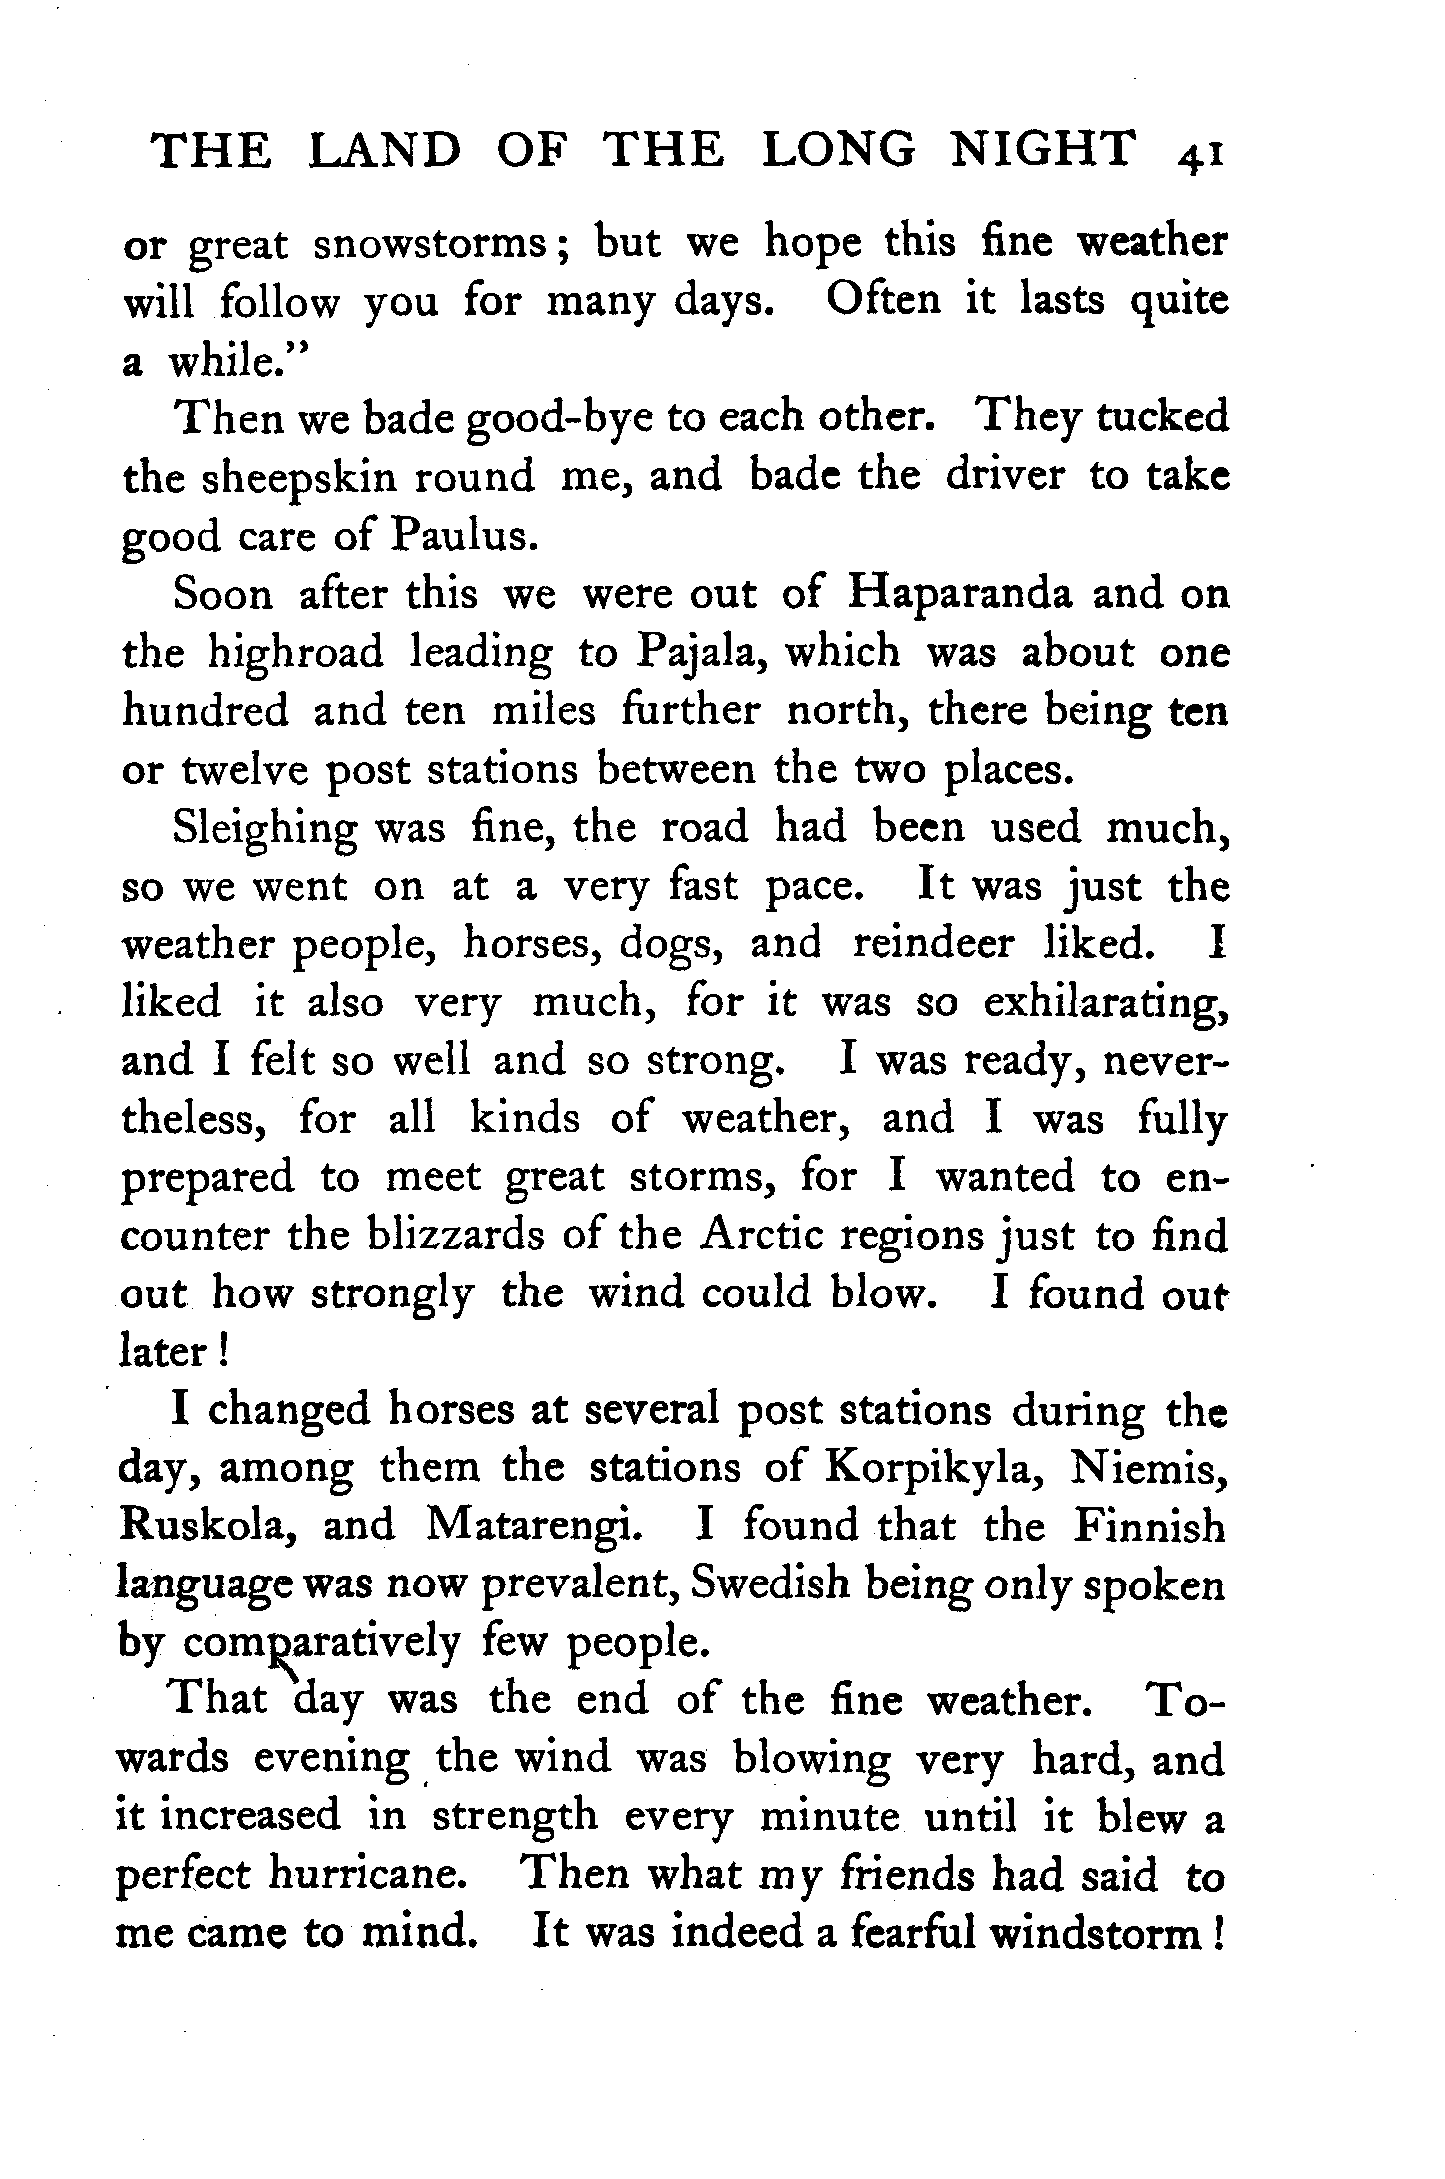 THE LAND OF THE LONG NIGHT 41
or great snowstorms; but we hope this fine weather
will follow you for many days. Often it lasts quite
a while.”
Then we bade good-bye to each other. They tucked
the sheepskin round me, and bade the driver to take
good care of Paulus.
Soon after this we were out of Haparanda and on
the highroad leading to Pajala, which was about one
hundred and ten miles further north, there being ten
or twelve post stations between the two places.
Sleighing was fine, the road had been used much,
so we went on at a very fast pace. It was just the
weather people, horses, dogs, and reindeer liked. I
liked it also very much, for it was so exhilarating,
and I felt so well and so strong. I was ready, never-
theless, for all kinds of weather, and I was fully
prepared to meet great storms, for I wanted to en-
counter the blizzards of the Arctic regions just to find
out how strongly the wind could blow. I found out
later!
I changed horses at several post stations during the
day, among them the stations of Korpikyla, Niemis,
Ruskola, and Matarengi. I found that the Finnish
language was now prevalent, Swedish being only spoken
by comparatively few people.
That day was the end of the fine weather. To-
wards evening the wind was blowing very hard, and
it increased in strength every minute until it blew a
perfect hurricane. Then what my friends had said to
me came to mind. It was indeed a fearful windstorm!